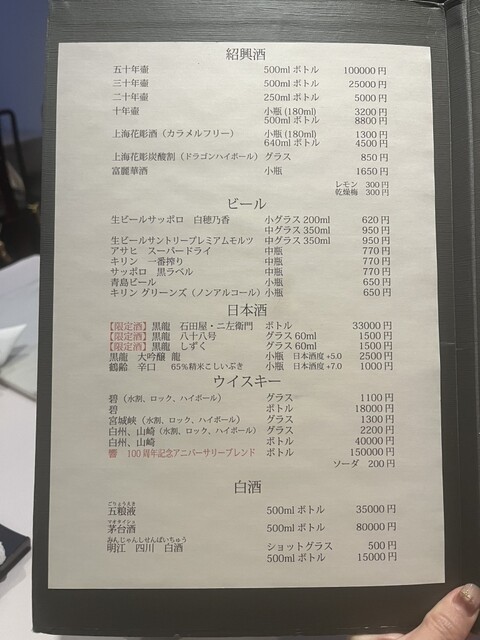 紹興酒
五十年壷 500ml ボトル 100000 円
三十年壷 500ml ボトル 25000 円
二十年壷 250ml ボトル 5000 円
十年壷 小瓶 (180ml) 3200 円
500ml ボトル 8800 円
上海花彫酒（カラメルフリー） 小瓶 (180ml) 1300 円
640ml ボトル 4500 円
上海花彫炭酸割（ドラゴンハイボール） グラス 850 円
富麗華酒 小瓶 1650 円
レモン 300 円
乾燥梅 300 円
ビール
生ビールサッポロ 白穂乃香 小グラス 200ml 620 円
中グラス 350ml 950 円
生ビールサントリープレミアムモルツ 中グラス 350ml 950 円
アサヒ スーパードライ 中瓶 770 円
キリン 一番搾り 中瓶 770 円
サッポロ 黒ラベル 中瓶 770 円
青島ビール 小瓶 650 円
キリン グリーンズ（ノンアルコール） 小瓶 650 円
日本酒
【限定酒】黒龍 石田屋・二左衛門 ボトル 33000 円
【限定酒】黒龍 八十八号 グラス 60ml 1500 円
【限定酒】黒龍 しずく グラス 60ml 1500 円
黒龍 大吟醸 龍 小瓶 日本酒度 +5.0 2500 円
鶴齢 辛口 65％精米こしいぶき 小瓶 日本酒度 +7.0 1000 円
ウイスキー
碧（水割、ロック、ハイボール） グラス 1100 円
碧 ボトル 18000 円
宮城峡（水割、ロック、ハイボール） グラス 1300 円
白州、山崎（水割、ロック、ハイボール） グラス 2200 円
白州、山崎 ボトル 40000 円
響 100 周年記念アニバーサリーブレンド ボトル 150000 円
ソーダ 200 円
白酒
ごりょうえき
五粮液 500ml ボトル 35000 円
マオタイシュ
茅台酒 500ml ボトル 80000 円
みんじゃんしせんぱいちゅう
明江 四川 白酒 ショットグラス 500 円
500ml ボトル 15000 円